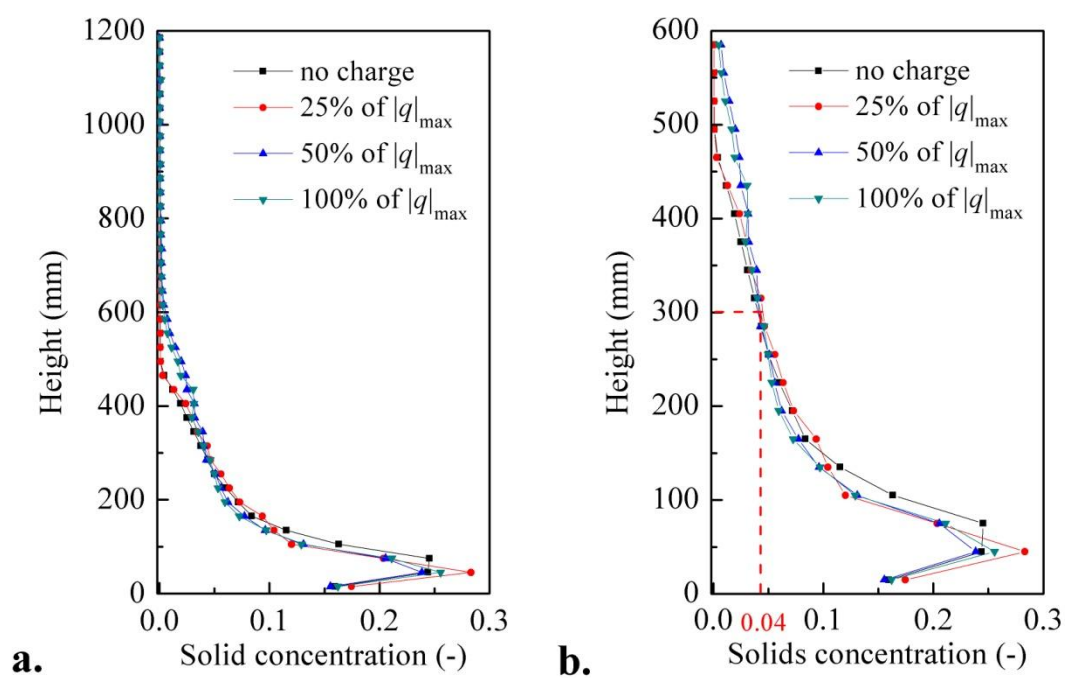 1200
1000
800
600
400
200
0
Height (mm)
no charge
25% of |q|max
50% of |q|max
100% of |q|max
0.0 0.1 0.2 0.3
Solid concentration (-)
a.
600
500
400
300
200
100
0
Height (mm)
no charge
25% of |q|max
50% of |q|max
100% of |q|max
0.0 0.04 0.1 0.2 0.3
Solids concentration (-)
b.